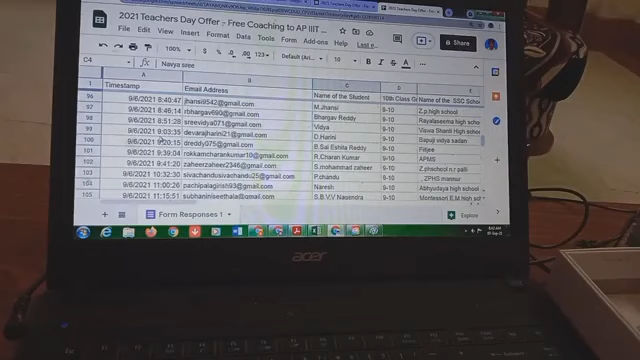 2021 Teachers Day Offer - Free Coaching to AP IIIT
File Edit View Insert Format Data Tools Form Add-ons Help Last e
Share
100% $ % .0 .00 123 Default (Ari... 10 B I S A
C4 fx Navya sree
A B C D E
1 Timestamp Email Address Name of the Student 10th Class Gr Name of the SSC School
96 9/6/2021 8:40:47 jhansi9542@gmail.com M.Jhansi 9-10 Z.p.high school
97 9/6/2021 8:46:14 rbhargav690@gmail.com Bhargav Reddy 9-10 Rayalaseema high school
98 9/6/2021 8:51:28 sreevidya071@gmail.com Vidya 9-10 Viswa Shanti High school
99 9/6/2021 9:03:35 devarajharini21@gmail.com D.Harini 9-10 Bapuji vidya sadan
100 9/6/2021 9:20:15 dreddy075@gmail.com B.Sai Eshita Reddy 9-10 Fiitjee
101 9/6/2021 9:39:04 rokkamcharankumar10@gmail.com R.Charan Kumar 9-10 APMS
102 9/6/2021 9:41:20 zaheerzaheer2346@gmail.com S.mohammad zaheer 9-10 Z.phschool n.r palli
103 9/6/2021 10:32:30 sivachandusivachandu25@gmail.com P.chandu 9-10 , ZPHS mannur
104 9/6/2021 11:00:26 pachipalagirish93@gmail.com Naresh 9-10 Abhyudaya high school
105 9/6/2021 11:15:51 subhaniniseethala@gmail.com S.B.V.V Nagendra 9-10 Montessori E.M high
Form Responses 1
Explore
acer